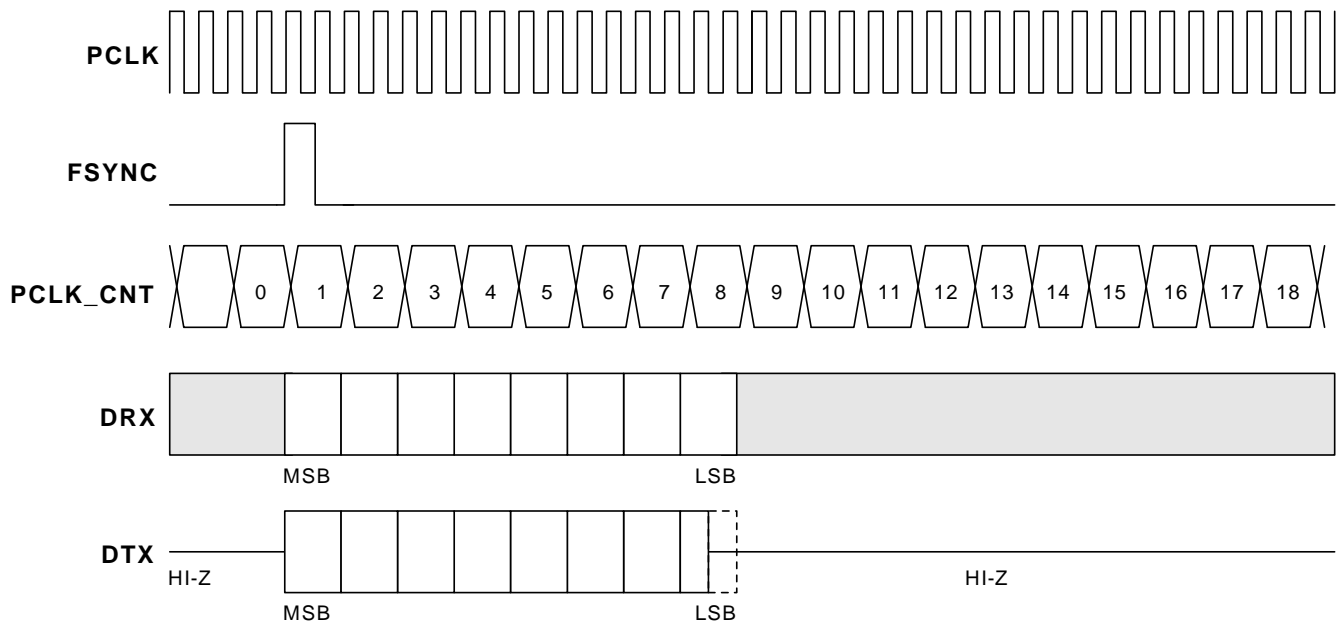 PCLK
FSYNC
PCLK_CNT 0 1 2 3 4 5 6 7 8 9 10 11 12 13 14 15 16 17 18
DRX
MSB LSB
DTX
HI-Z HI-Z
MSB LSB